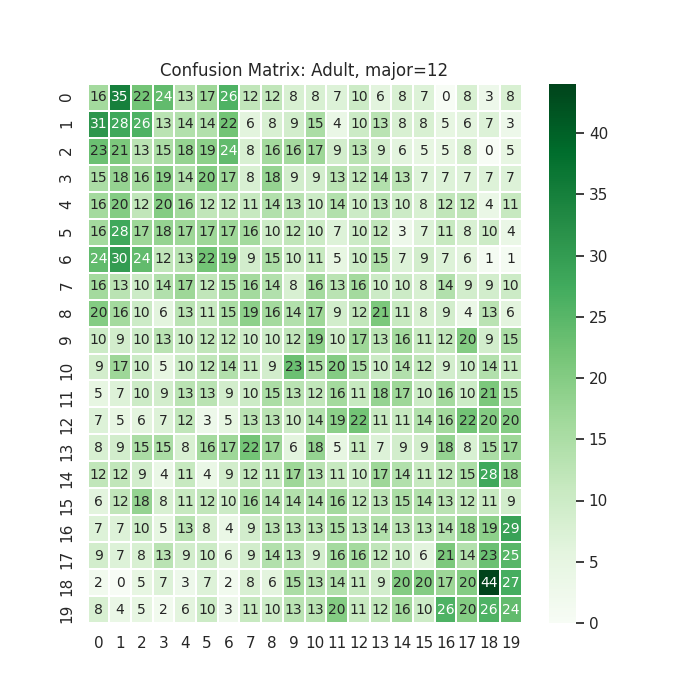 Confusion Matrix: Adult, major=12
0 16 35 22 24 13 17 26 12 12 8 8 7 10 6 8 7 0 8 3 8
1 31 28 26 13 14 14 22 6 8 9 15 4 10 13 8 8 5 6 7 3
2 23 21 13 15 18 19 24 8 16 16 17 9 13 9 6 5 5 8 0 5
3 15 18 16 19 14 20 17 8 18 9 9 13 12 14 13 7 7 7 7 7
4 16 20 12 20 16 12 12 11 14 13 10 14 10 13 10 8 12 12 4 11
5 16 28 17 18 17 17 17 16 10 12 10 7 10 12 3 7 11 8 10 4
6 24 30 24 12 13 22 19 9 15 10 11 5 10 15 7 9 7 6 1 1
7 16 13 10 14 17 12 15 16 14 8 16 13 16 10 10 8 14 9 9 10
8 20 16 10 6 13 11 15 19 16 14 17 9 12 21 11 8 9 4 13 6
9 10 9 10 13 10 12 12 10 10 12 19 10 17 13 16 11 12 20 9 15
10 9 17 10 5 10 12 14 11 9 23 15 20 15 10 14 12 9 10 14 11
11 5 7 10 9 13 13 9 10 15 13 12 16 11 18 17 10 16 10 21 15
12 7 5 6 7 12 3 5 13 13 10 14 19 22 11 11 14 16 22 20 20
13 8 9 15 15 8 16 17 22 17 6 18 5 11 7 9 9 18 8 15 17
14 12 12 9 4 11 4 9 12 11 17 13 11 10 17 14 11 12 15 28 18
15 6 12 18 8 11 12 10 16 14 14 14 16 12 13 15 14 13 12 11 9
16 7 7 10 5 13 8 4 9 13 13 13 15 13 14 13 13 14 18 19 29
17 9 7 8 13 9 10 6 9 14 13 9 16 16 12 10 6 21 14 23 25
18 2 0 5 7 3 7 2 8 6 15 13 14 11 9 20 20 17 20 44 27
19 8 4 5 2 6 10 3 11 10 13 13 20 11 12 16 10 26 20 26 24
0 1 2 3 4 5 6 7 8 9 10 11 12 13 14 15 16 17 18 19
40
35
30
25
20
15
10
5
0